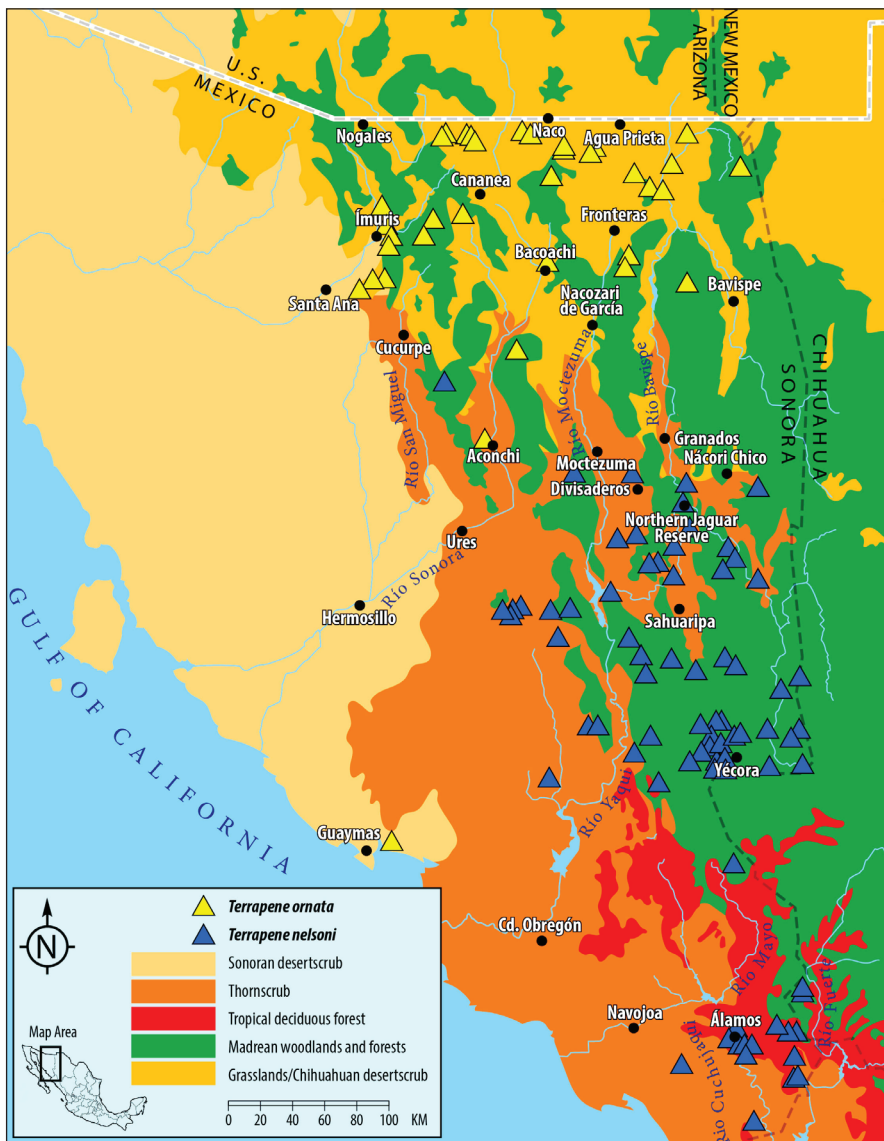 U.S.
MEXICO
ARIZONA
NEW MEXICO
Nogales
Naco
Agua Prieta
Cananea
Ímuris
Fronteras
Bacoachi
Santa Ana
Nacozari
de García
Bavispe
Cucurpe
Río San Miguel
Río Moctezuma
Río Bavispe
CHIHUAHUA
SONORA
Aconchi
Moctezuma
Granados
Nácori Chico
Divisaderos
Northern Jaguar
Reserve
Ures
Río Sonora
Hermosillo
Sahuaripa
GULF OF CALIFORNIA
Yécora
Río Yaqui
Guaymas
Cd. Obregón
Río Mayo
Río Fuerte
Navojoa
Álamos
Río Cuchujaqui
N
Terrapene ornata
Terrapene nelsoni
Sonoran desertscrub
Thornscrub
Tropical deciduous forest
Madrean woodlands and forests
Grasslands/Chihuahuan desertscrub
Map Area
0 20 40 60 80 100 KM